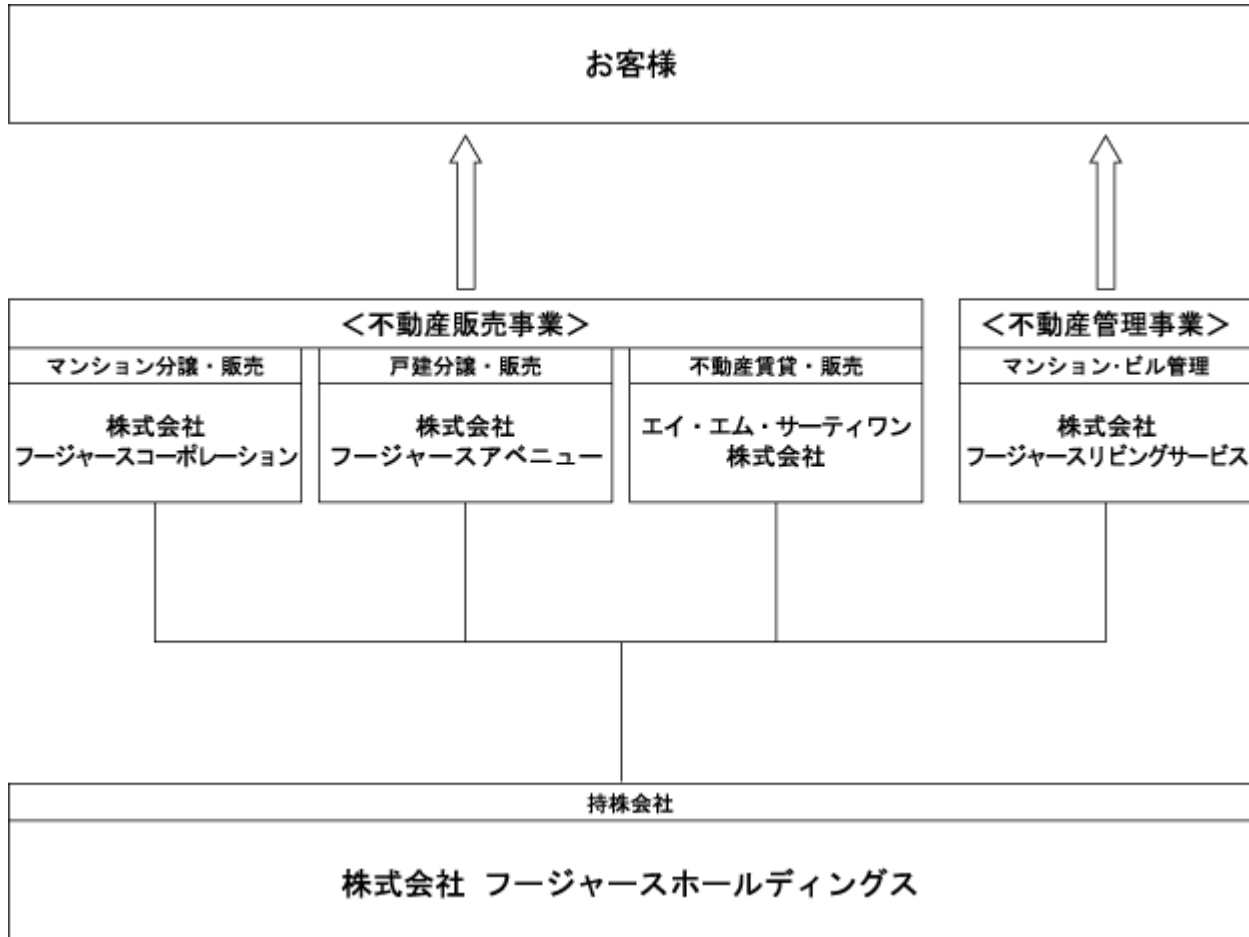 お客様
＜不動産販売事業＞
マンション分譲・販売
株式会社
フージャースコーポレーション
戸建分譲・販売
株式会社
フージャースアベニュー
不動産賃貸・販売
エイ・エム・サーティワン
株式会社
＜不動産管理事業＞
マンション・ビル管理
株式会社
フージャースリビングサービス
持株会社
株式会社 フージャースホールディングス